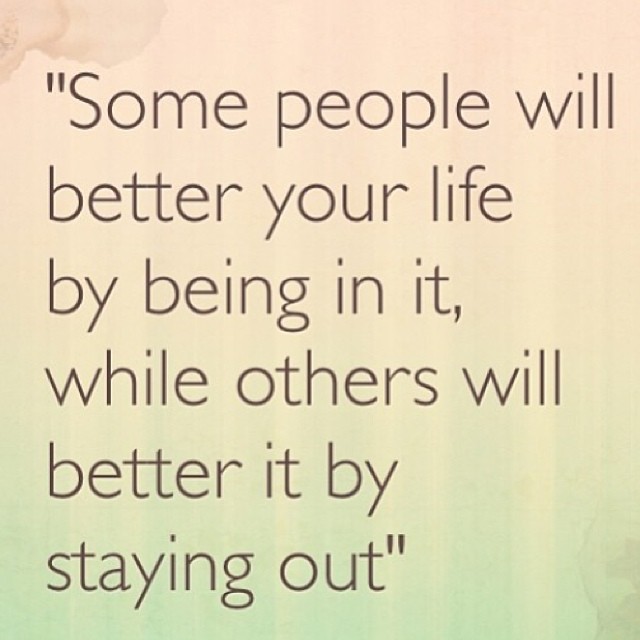 "Some people will
better your life
by being in it,
while others will
better it by
staying out"